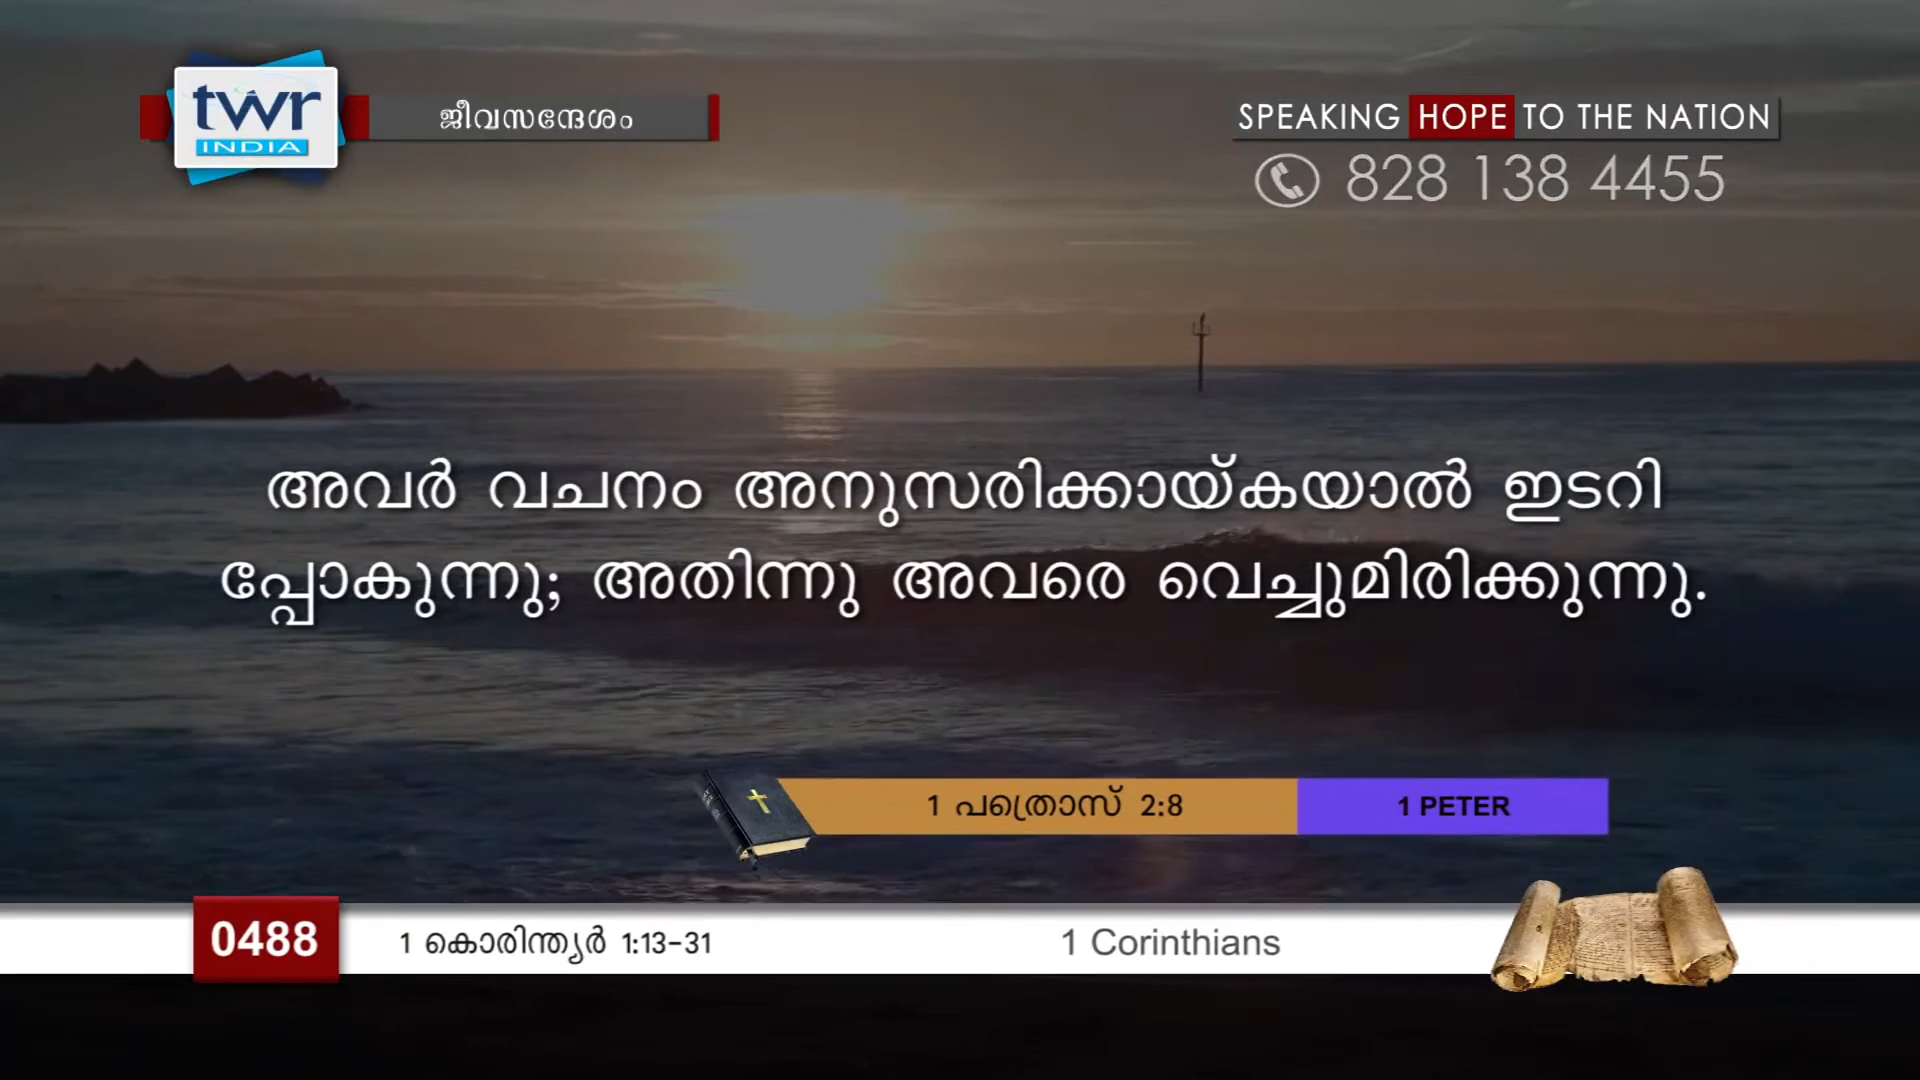 twr
INDIA
ജീവസന്ദേശം
SPEAKING HOPE TO THE NATION
828 138 4455
അവർ വചനം അനുസരിക്കായ്കയാൽ ഇടറി
പ്പോകുന്നു; അതിന്നു അവരെ വെച്ചുമിരിക്കുന്നു.
1 പത്രൊസ് 2:8
1 PETER
0488
1 കൊരിന്ത്യർ 1:13-31
1 Corinthians